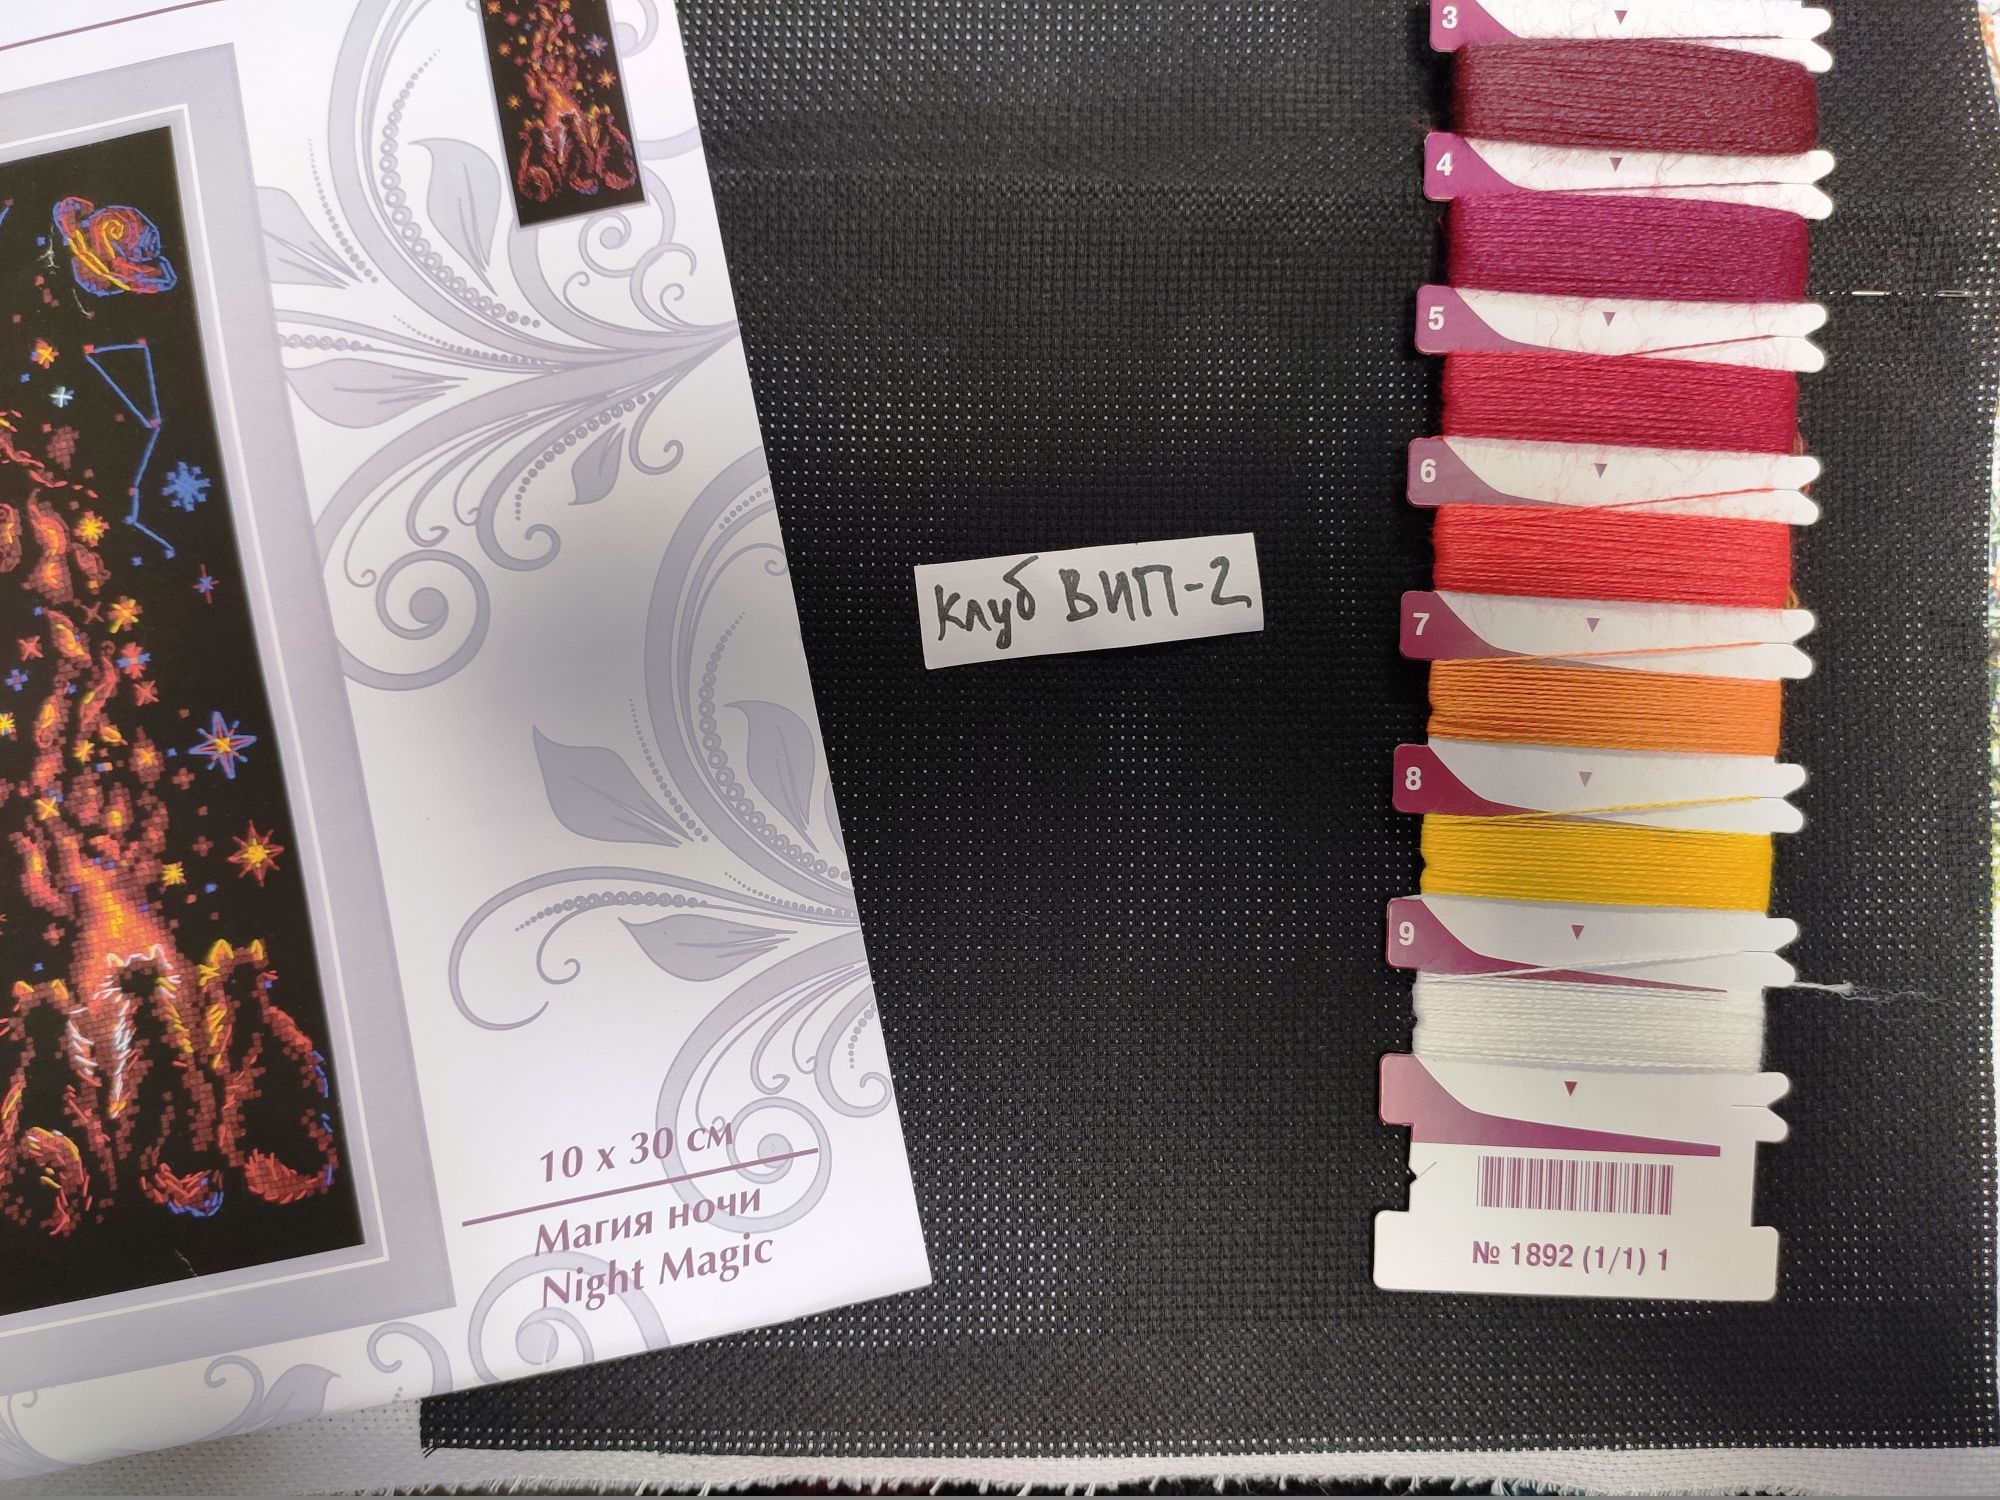 10 x 30 см
Магия ночи
Night Magic
Клуб ВИП-2
3
4
5
6
7
8
9
№ 1892 (1/1) 1